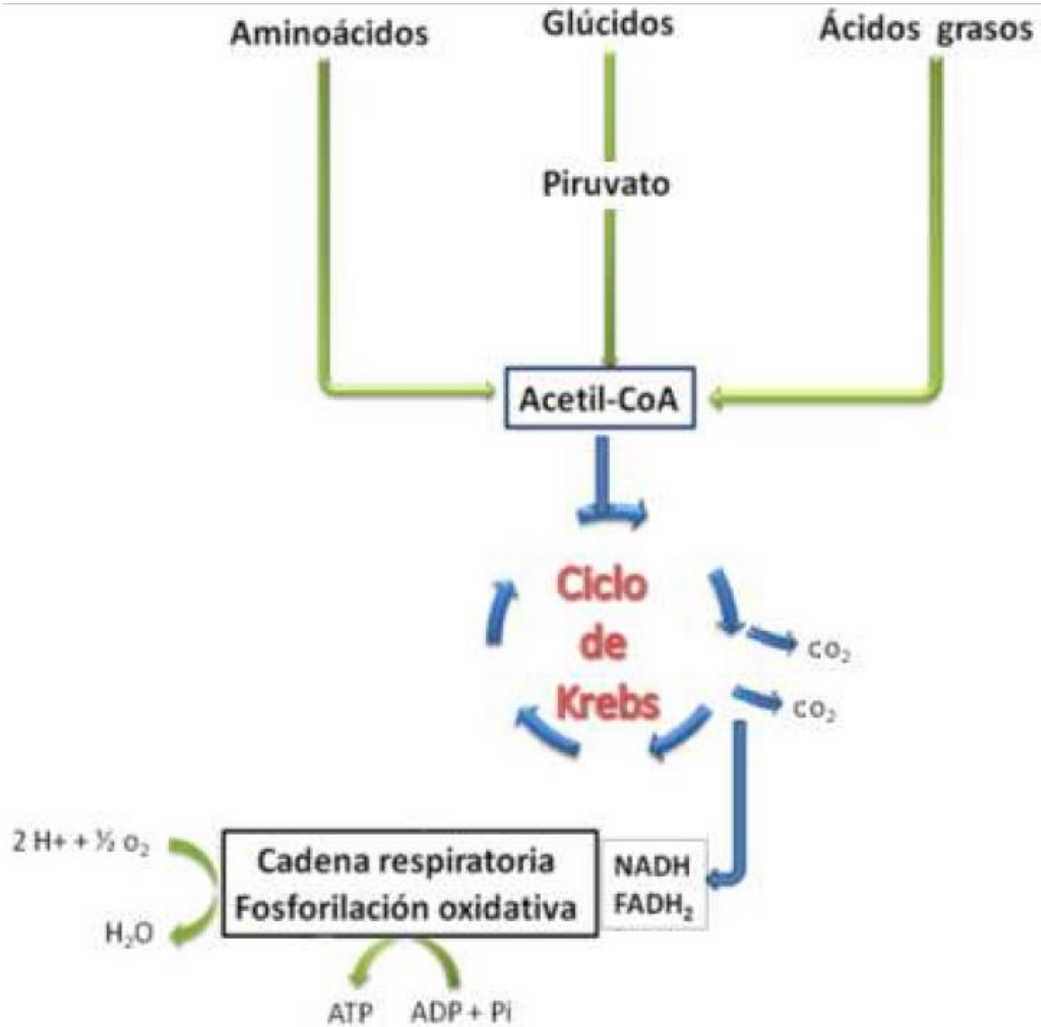 Aminoácidos
Glúcidos
Ácidos grasos
Piruvato
Acetil-CoA
Ciclo
de
Krebs
CO₂
CO₂
2 H+ + ½ O₂
Cadena respiratoria
Fosforilación oxidativa
NADH
FADH₂
H₂O
ATP
ADP + Pi